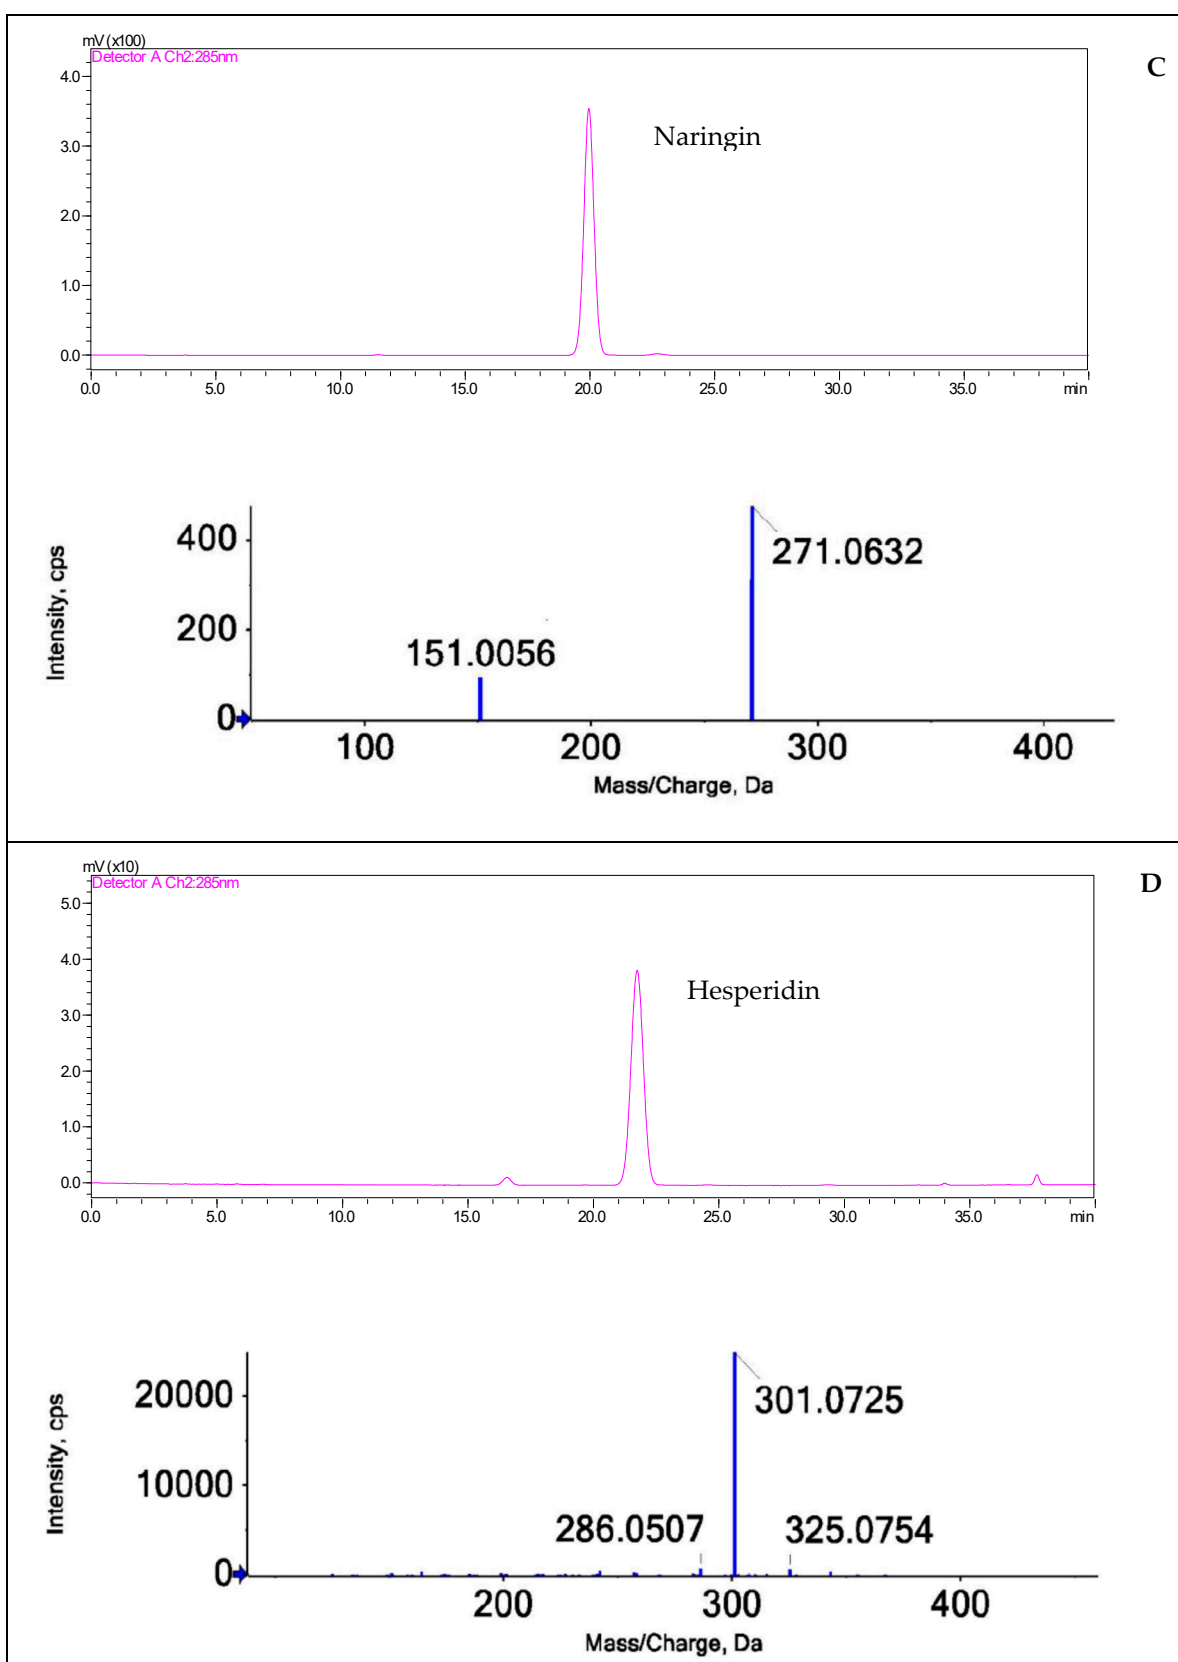 mV(x100)
Detector A Ch2:285nm
C
4.0
Naringin
3.0
2.0
1.0
0.0
0.0 5.0 10.0 15.0 20.0 25.0 30.0 35.0 min
400
271.0632
Intensity, cps
200
151.0056
0
100 200 300 400
Mass/Charge, Da
mV(x10)
Detector A Ch2:285nm
D
5.0
4.0
Hesperidin
3.0
2.0
1.0
0.0
0.0 5.0 10.0 15.0 20.0 25.0 30.0 35.0 min
20000
301.0725
Intensity, cps
10000
286.0507 325.0754
0
200 300 400
Mass/Charge, Da